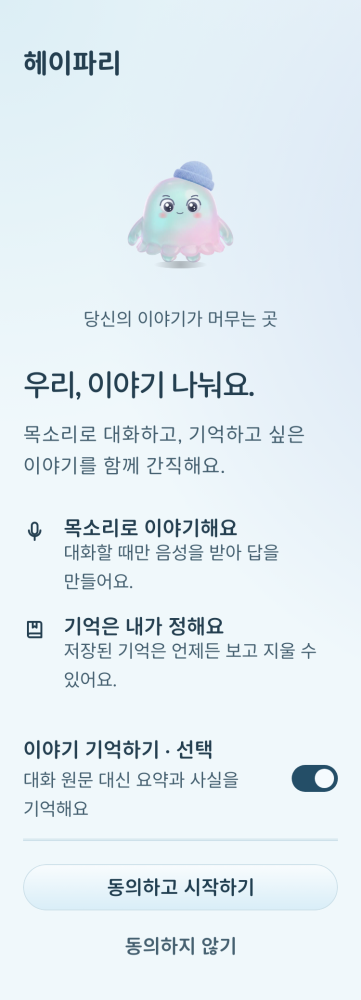 헤이파리
당신의 이야기가 머무는 곳
우리, 이야기 나눠요.
목소리로 대화하고, 기억하고 싶은
이야기를 함께 간직해요.
목소리로 이야기해요
대화할 때만 음성을 받아 답을
만들어요.
기억은 내가 정해요
저장된 기억은 언제든 보고 지울 수
있어요.
이야기 기억하기 · 선택
대화 원문 대신 요약과 사실을
기억해요
동의하고 시작하기
동의하지 않기